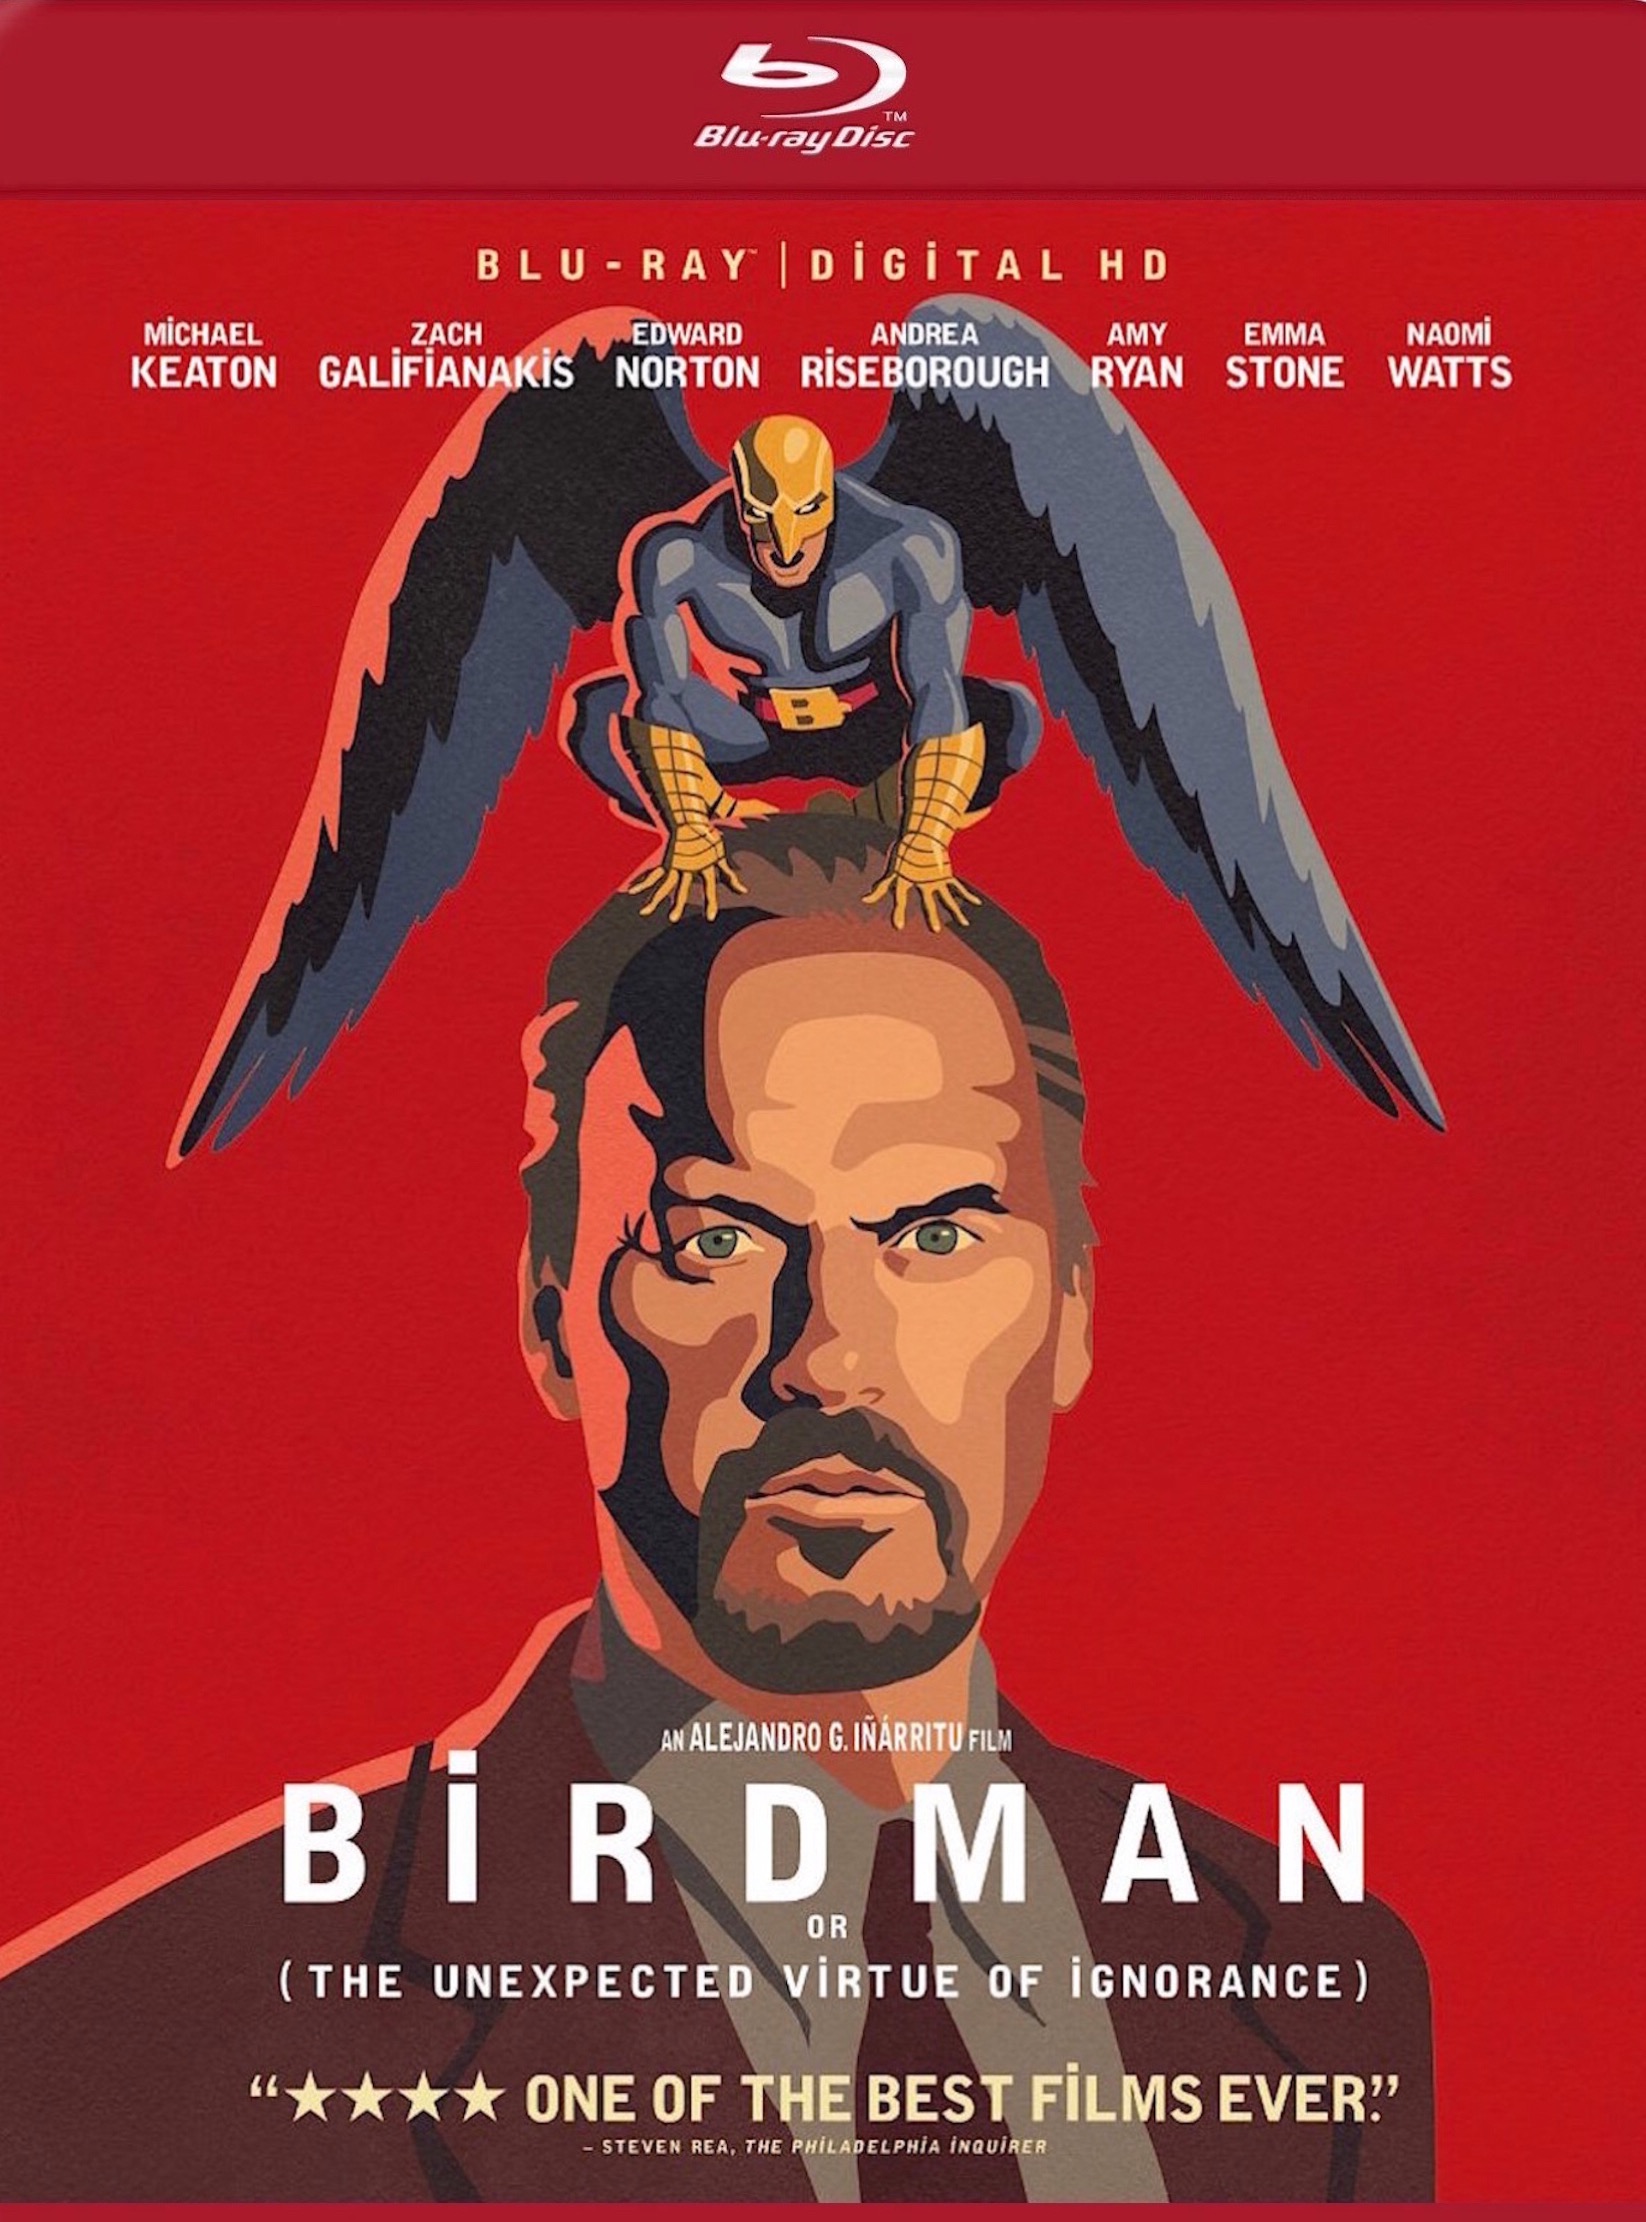 Blu-ray Disc™
BLU-RAY™ | DİGİTAL HD
MİCHAEL KEATON ZACH GALİFİANAKİS EDWARD NORTON ANDREA RİSEBOROUGH AMY RYAN EMMA STONE NAOMİ WATTS
B
AN ALEJANDRO G. IÑÁRRITU FILM
BİRDMAN
OR
(THE UNEXPECTED VİRTUE OF İGNORANCE)
“★★★★ ONE OF THE BEST FİLMS EVER.”
– STEVEN REA, THE PHİLADELPHİA İNQUİRER